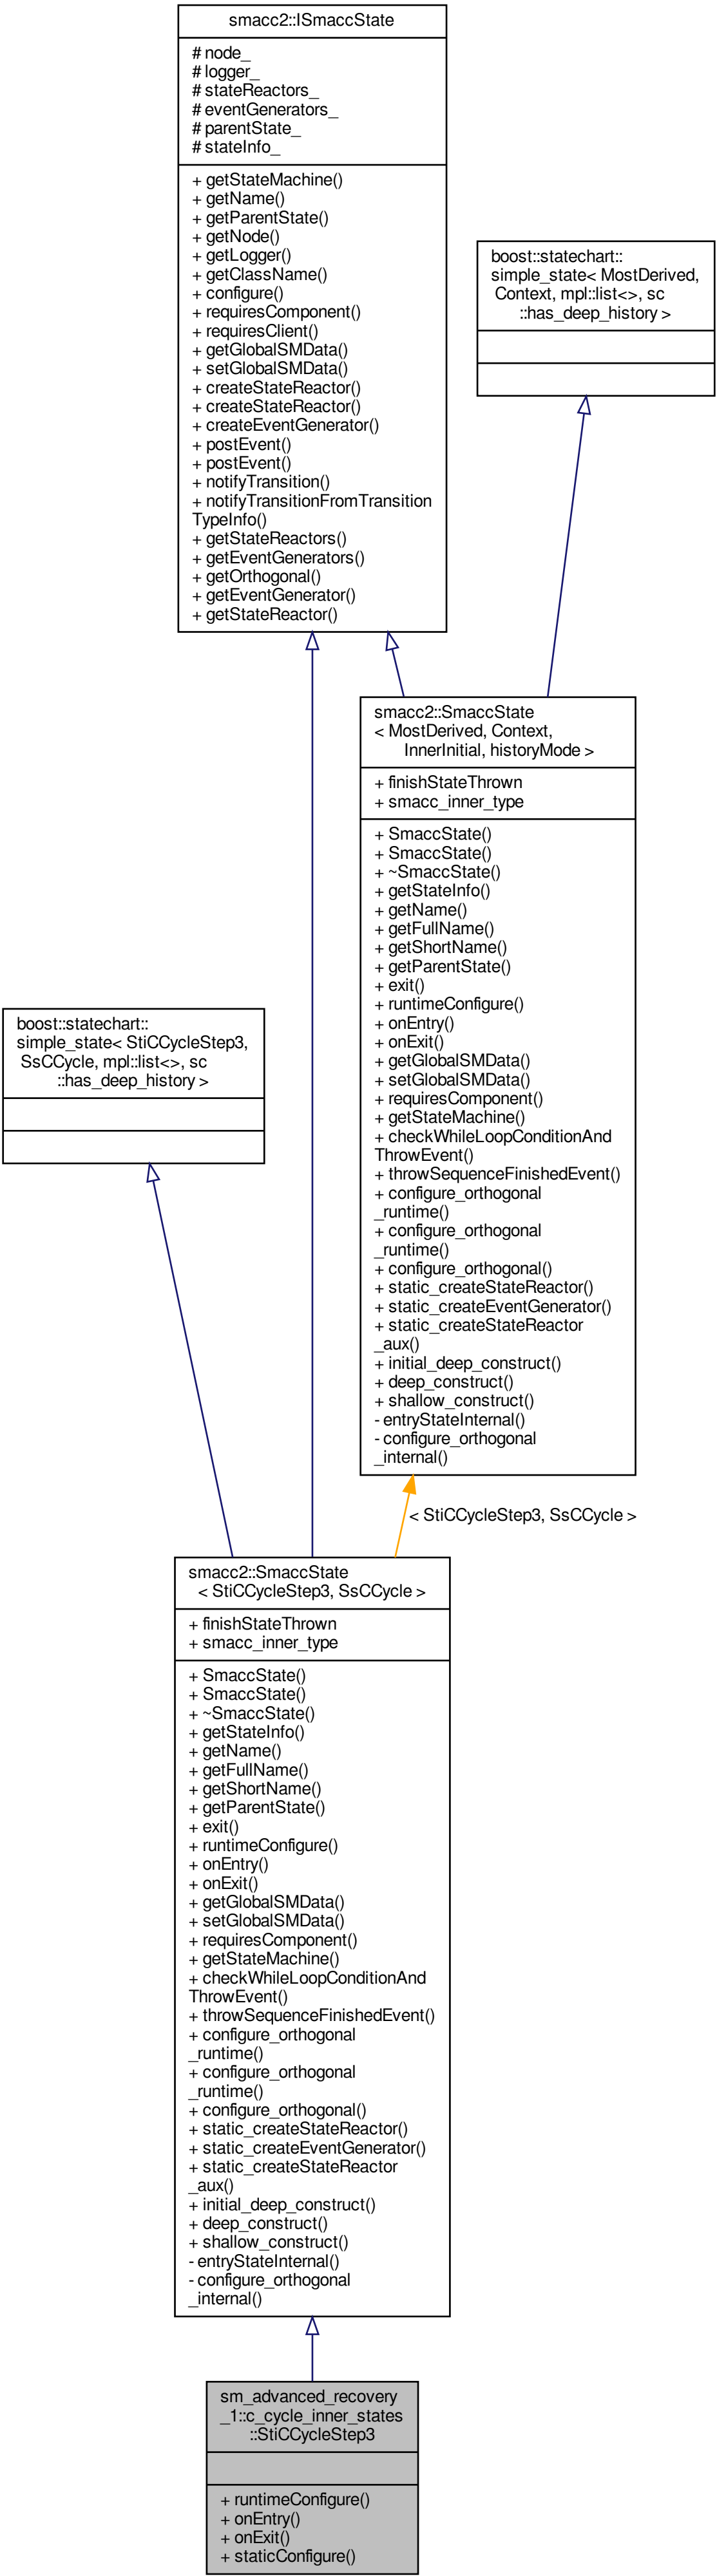 smacc2::ISmaccState
# node_
# logger_
# stateReactors_
# eventGenerators_
# parentState_
# stateInfo_
+ getStateMachine()
+ getName()
+ getParentState()
+ getNode()
+ getLogger()
+ getClassName()
+ configure()
+ requiresComponent()
+ requiresClient()
+ getGlobalSMData()
+ setGlobalSMData()
+ createStateReactor()
+ createStateReactor()
+ createEventGenerator()
+ postEvent()
+ postEvent()
+ notifyTransition()
+ notifyTransitionFromTransition
TypeInfo()
+ getStateReactors()
+ getEventGenerators()
+ getOrthogonal()
+ getEventGenerator()
+ getStateReactor()
boost::statechart::
simple_state< MostDerived,
Context, mpl::list<>, sc
::has_deep_history >
smacc2::SmaccState
< MostDerived, Context,
InnerInitial, historyMode >
+ finishStateThrown
+ smacc_inner_type
+ SmaccState()
+ SmaccState()
+ ~SmaccState()
+ getStateInfo()
+ getName()
+ getFullName()
+ getShortName()
+ getParentState()
+ exit()
+ runtimeConfigure()
+ onEntry()
+ onExit()
+ getGlobalSMData()
+ setGlobalSMData()
+ requiresComponent()
+ getStateMachine()
+ checkWhileLoopConditionAnd
ThrowEvent()
+ throwSequenceFinishedEvent()
+ configure_orthogonal
_runtime()
+ configure_orthogonal
_runtime()
+ configure_orthogonal()
+ static_createStateReactor()
+ static_createEventGenerator()
+ static_createStateReactor
_aux()
+ initial_deep_construct()
+ deep_construct()
+ shallow_construct()
- entryStateInternal()
- configure_orthogonal
_internal()
boost::statechart::
simple_state< StiCCycleStep3,
SsCCycle, mpl::list<>, sc
::has_deep_history >
< StiCCycleStep3, SsCCycle >
smacc2::SmaccState
< StiCCycleStep3, SsCCycle >
+ finishStateThrown
+ smacc_inner_type
+ SmaccState()
+ SmaccState()
+ ~SmaccState()
+ getStateInfo()
+ getName()
+ getFullName()
+ getShortName()
+ getParentState()
+ exit()
+ runtimeConfigure()
+ onEntry()
+ onExit()
+ getGlobalSMData()
+ setGlobalSMData()
+ requiresComponent()
+ getStateMachine()
+ checkWhileLoopConditionAnd
ThrowEvent()
+ throwSequenceFinishedEvent()
+ configure_orthogonal
_runtime()
+ configure_orthogonal
_runtime()
+ configure_orthogonal()
+ static_createStateReactor()
+ static_createEventGenerator()
+ static_createStateReactor
_aux()
+ initial_deep_construct()
+ deep_construct()
+ shallow_construct()
- entryStateInternal()
- configure_orthogonal
_internal()
sm_advanced_recovery
_1::c_cycle_inner_states
::StiCCycleStep3
+ runtimeConfigure()
+ onEntry()
+ onExit()
+ staticConfigure()